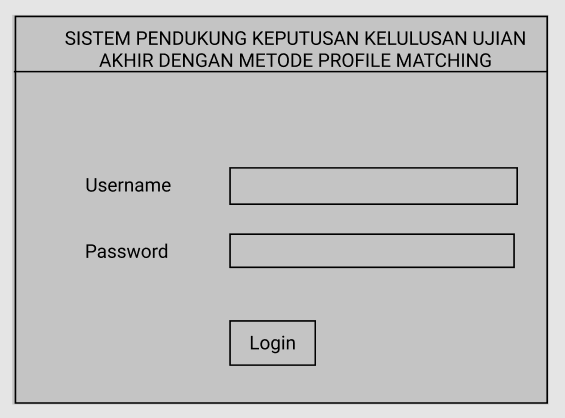 SISTEM PENDUKUNG KEPUTUSAN KELULUSAN UJIAN
AKHIR DENGAN METODE PROFILE MATCHING
Username
Password
Login